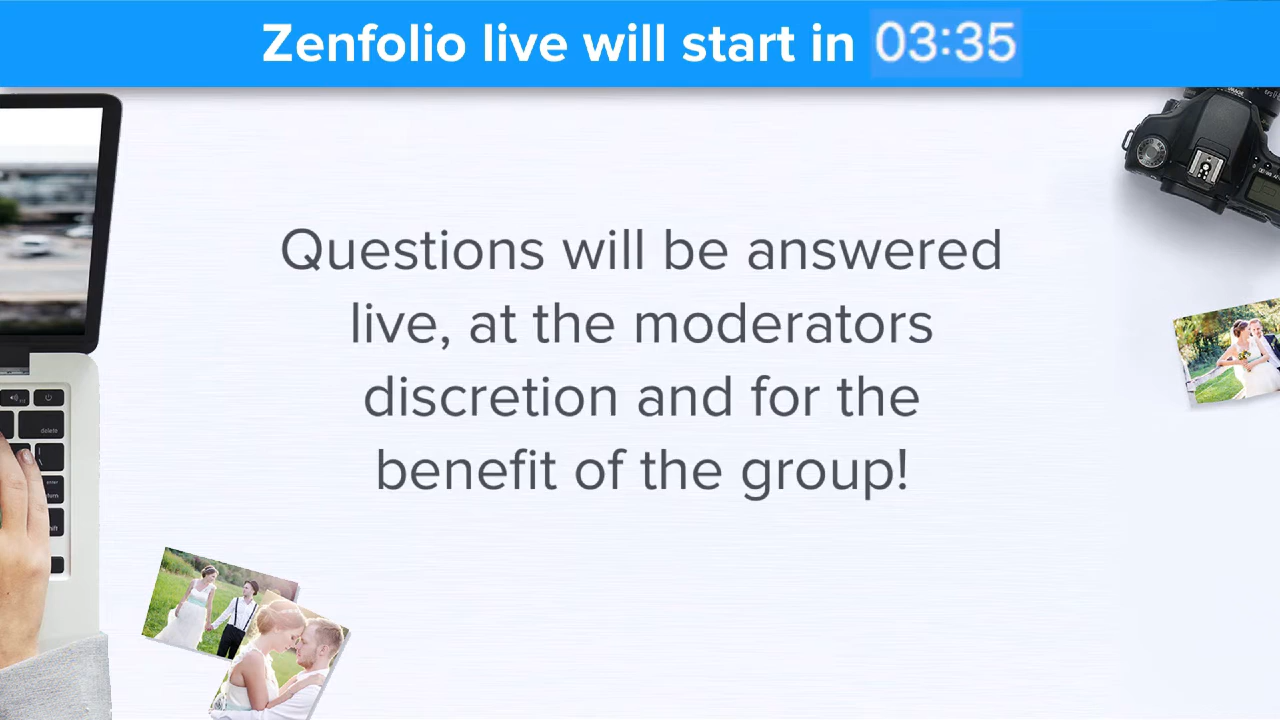 Zenfolio live will start in 03:35
Questions will be answered
live, at the moderators
discretion and for the
benefit of the group!
delete